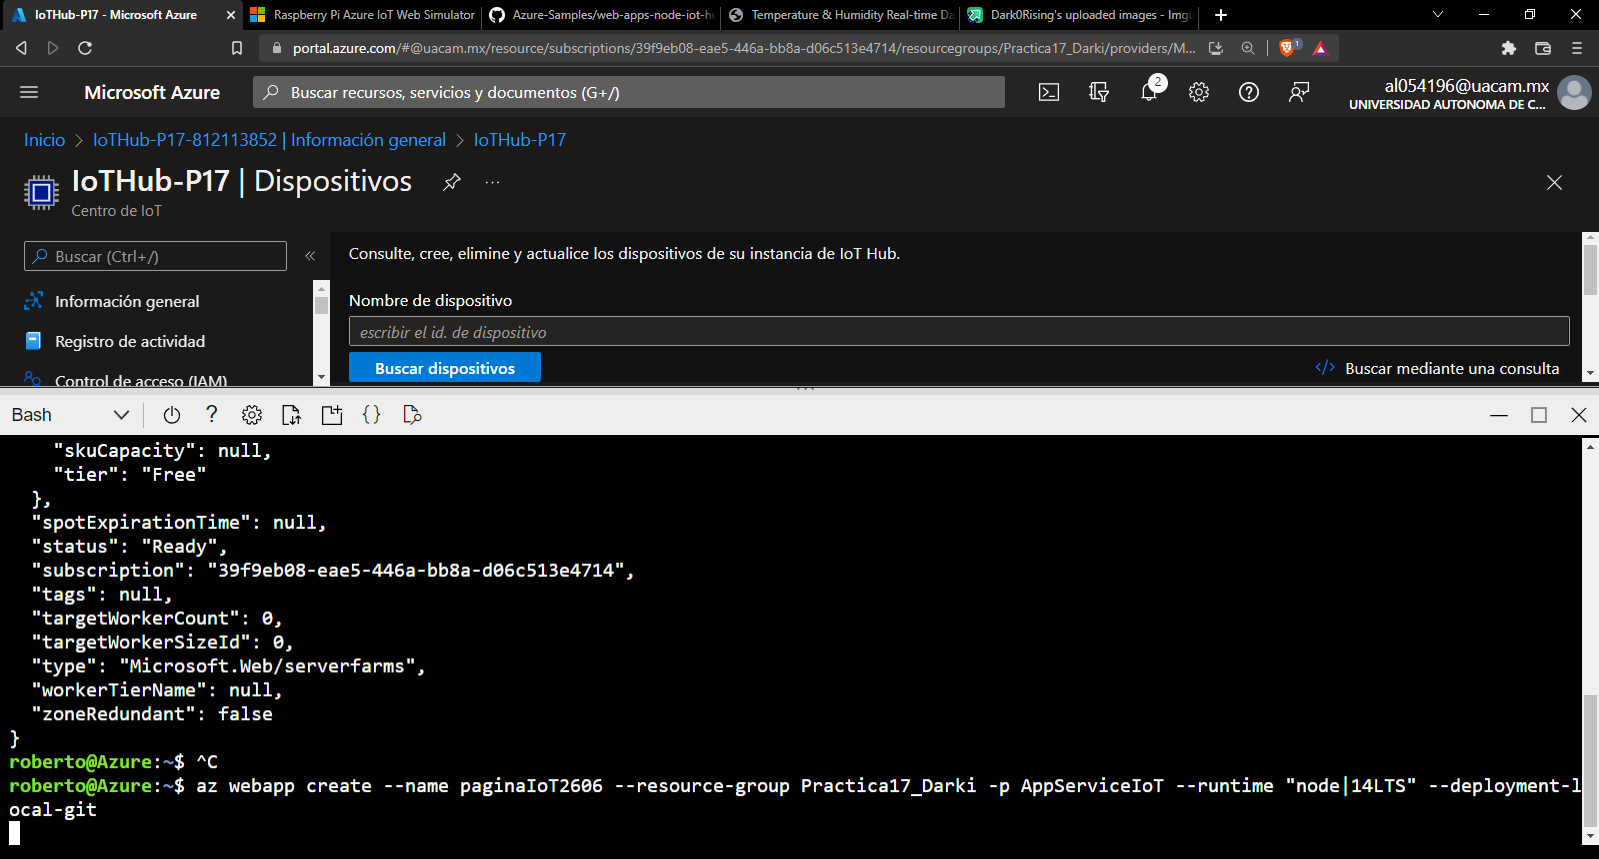 IoTHub-P17 - Microsoft Azure
Raspberry Pi Azure IoT Web Simulator
Azure-Samples/web-apps-node-iot-hu
Temperature & Humidity Real-time Da
Dark0Rising's uploaded images - Imgu
portal.azure.com/#@uacam.mx/resource/subscriptions/39f9eb08-eae5-446a-bb8a-d06c513e4714/resourcegroups/Practica17_Darki/providers/M...
1
Microsoft Azure
Buscar recursos, servicios y documentos (G+/)
2
al054196@uacam.mx
UNIVERSIDAD AUTONOMA DE C...
Inicio > IoTHub-P17-812113852 | Información general > IoTHub-P17
IoTHub-P17 | Dispositivos
Centro de IoT
Buscar (Ctrl+/)
Información general
Registro de actividad
Control de acceso (IAM)
Consulte, cree, elimine y actualice los dispositivos de su instancia de IoT Hub.
Nombre de dispositivo
escribir el id. de dispositivo
Buscar dispositivos
Buscar mediante una consulta
Bash
"skuCapacity": null,
"tier": "Free"
},
"spotExpirationTime": null,
"status": "Ready",
"subscription": "39f9eb08-eae5-446a-bb8a-d06c513e4714",
"tags": null,
"targetWorkerCount": 0,
"targetWorkerSizeId": 0,
"type": "Microsoft.Web/serverfarms",
"workerTierName": null,
"zoneRedundant": false
}
roberto@Azure:~$ ^C
roberto@Azure:~$ az webapp create --name paginaIoT2606 --resource-group Practica17_Darki -p AppServiceIoT --runtime "node|14LTS" --deployment-l
ocal-git